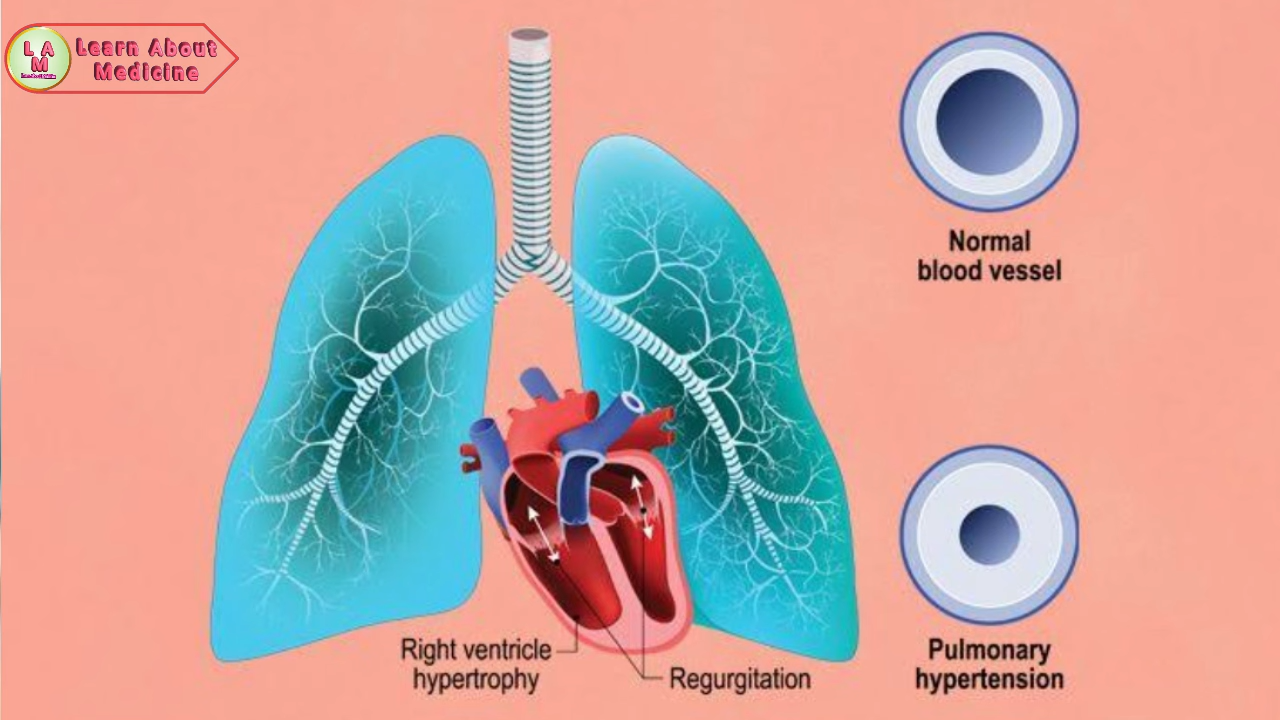 L A
M
Learn About
Medicine
Normal
blood vessel
Right ventricle
hypertrophy
Regurgitation
Pulmonary
hypertension